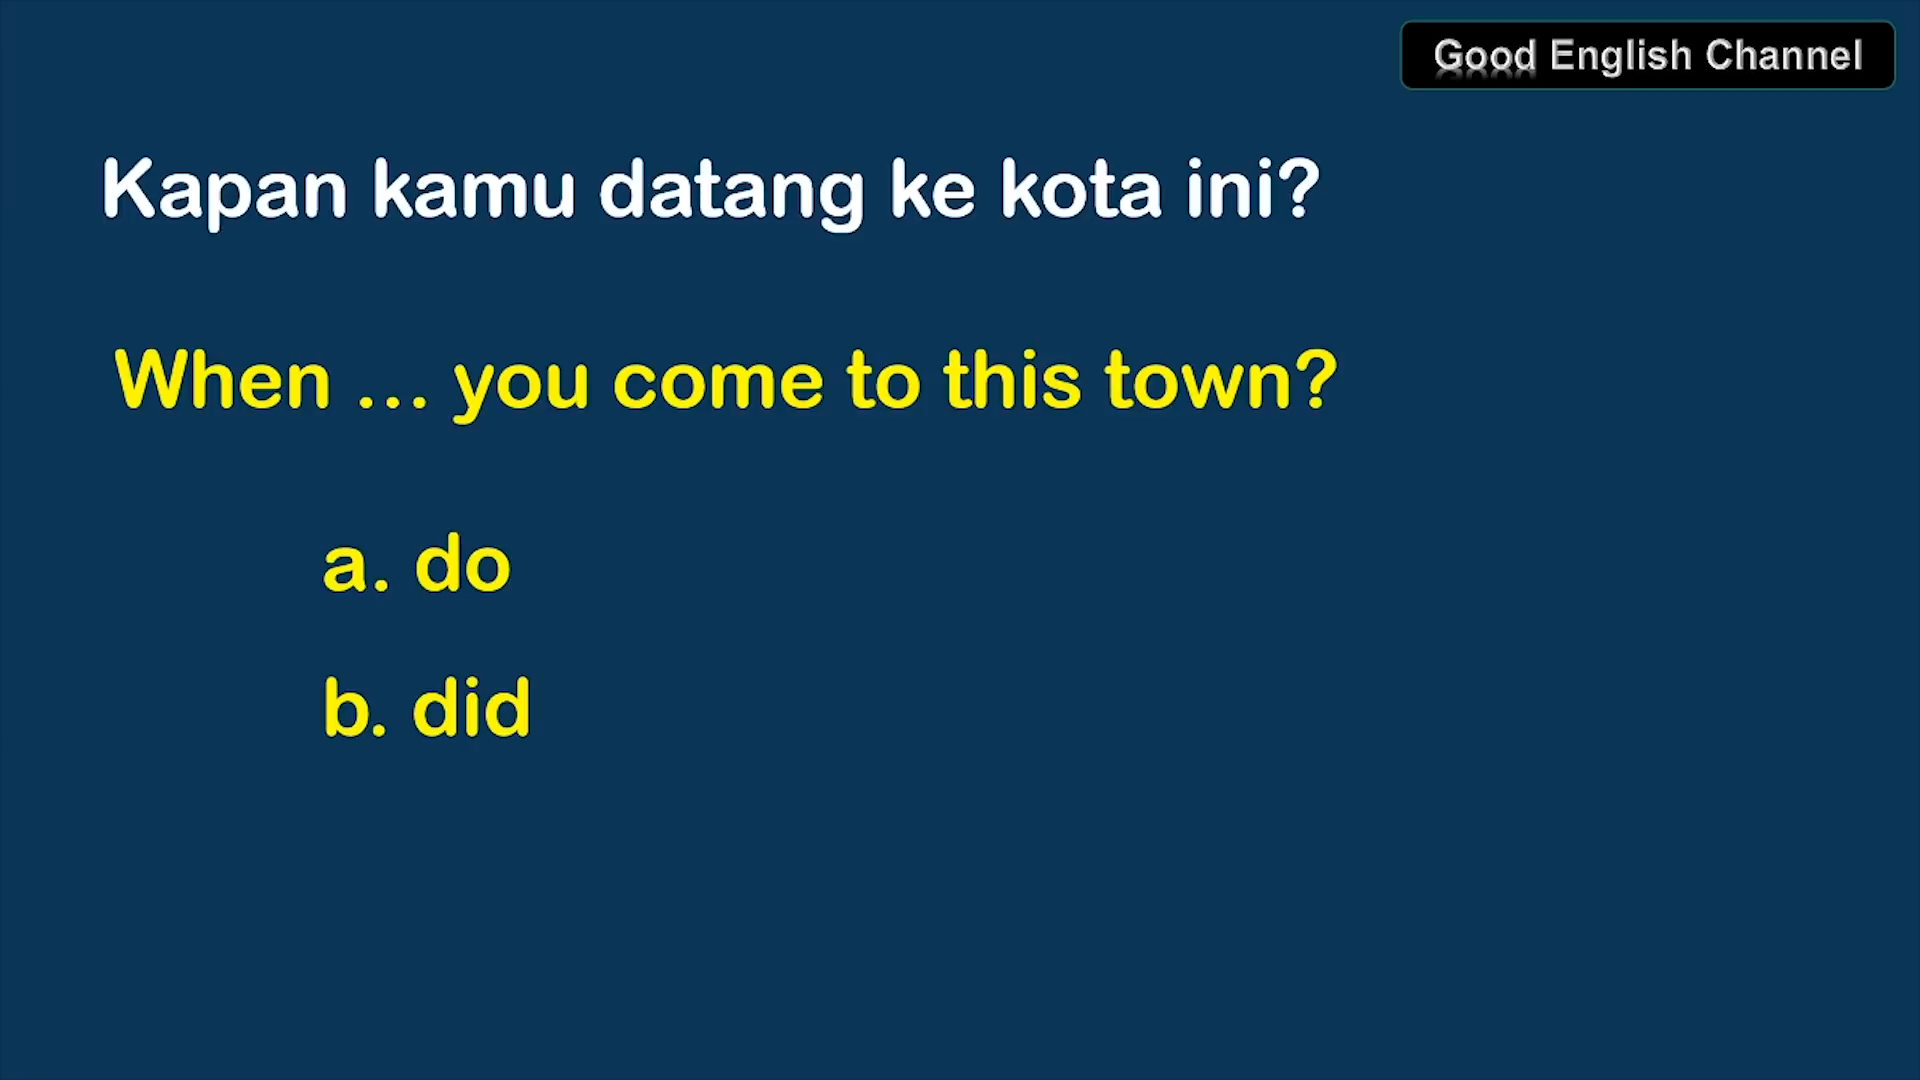 Good English Channel
Kapan kamu datang ke kota ini?
When ... you come to this town?
a. do
b. did